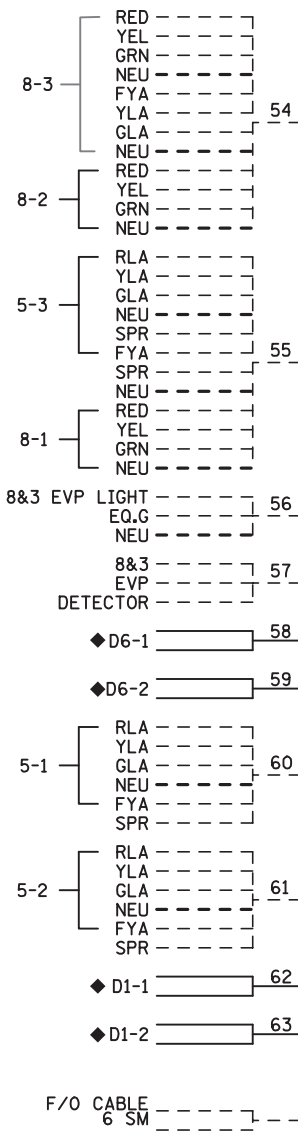 RED
YEL
GRN
NEU
8-3
FYA
YLA
54
GLA
NEU
RED
YEL
8-2
GRN
NEU
RLA
YLA
GLA
5-3
NEU
SPR
FYA
55
SPR
NEU
RED
YEL
8-1
GRN
NEU
8&3 EVP LIGHT
EQ.G
56
NEU
8&3
EVP
57
DETECTOR
◆ D6-1
58
◆ D6-2
59
RLA
YLA
GLA
5-1
60
NEU
FYA
SPR
RLA
YLA
GLA
5-2
61
NEU
FYA
SPR
◆ D1-1
62
◆ D1-2
63
F/O CABLE
6 SM